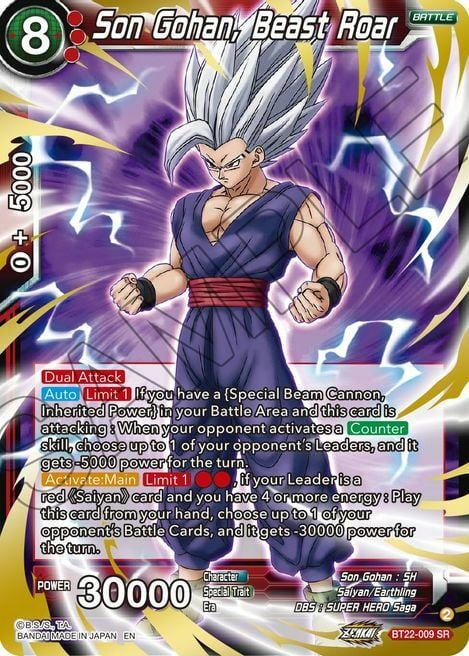 8
Son Gohan, Beast Roar
BATTLE
0 + 5000
SAMPLE
Dual Attack
Auto Limit 1 If you have a {Special Beam Cannon,
Inherited Power} in your Battle Area and this card is
attacking : When your opponent activates a Counter
skill, choose up to 1 of your opponent's Leaders, and it
gets -5000 power for the turn.
Activate:Main Limit 1 , if your Leader is a
red 《Saiyan》 card and you have 4 or more energy : Play
this card from your hand, choose up to 1 of your
opponent's Battle Cards, and it gets -30000 power for
the turn.
POWER 30000
Character Son Gohan : SH
Special Trait Saiyan/Earthling
Era DBS : SUPER HERO Saga
2
©B.S./S., T.A.
BANDAI MADE IN JAPAN EN
ZENKAI
BT22-009 SR